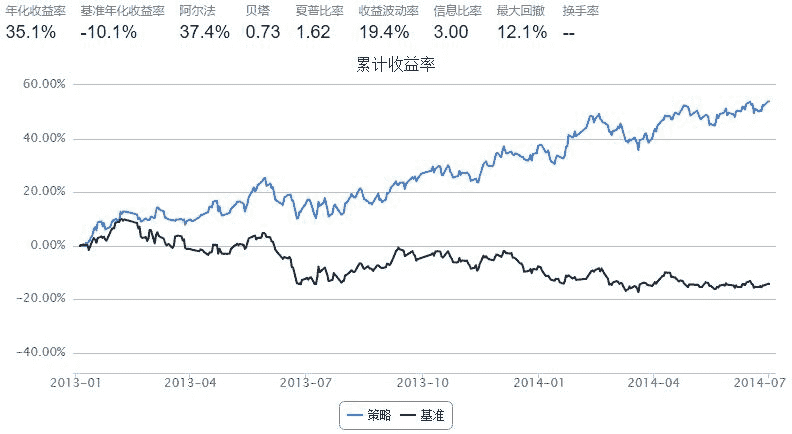 年化收益率 基准年化收益率 阿尔法 贝塔 夏普比率 收益波动率 信息比率 最大回撤 换手率
35.1% -10.1% 37.4% 0.73 1.62 19.4% 3.00 12.1% --
累计收益率
60.00%
40.00%
20.00%
0.00%
-20.00%
-40.00%
2013-01 2013-04 2013-07 2013-10 2014-01 2014-04 2014-07
策略 基准